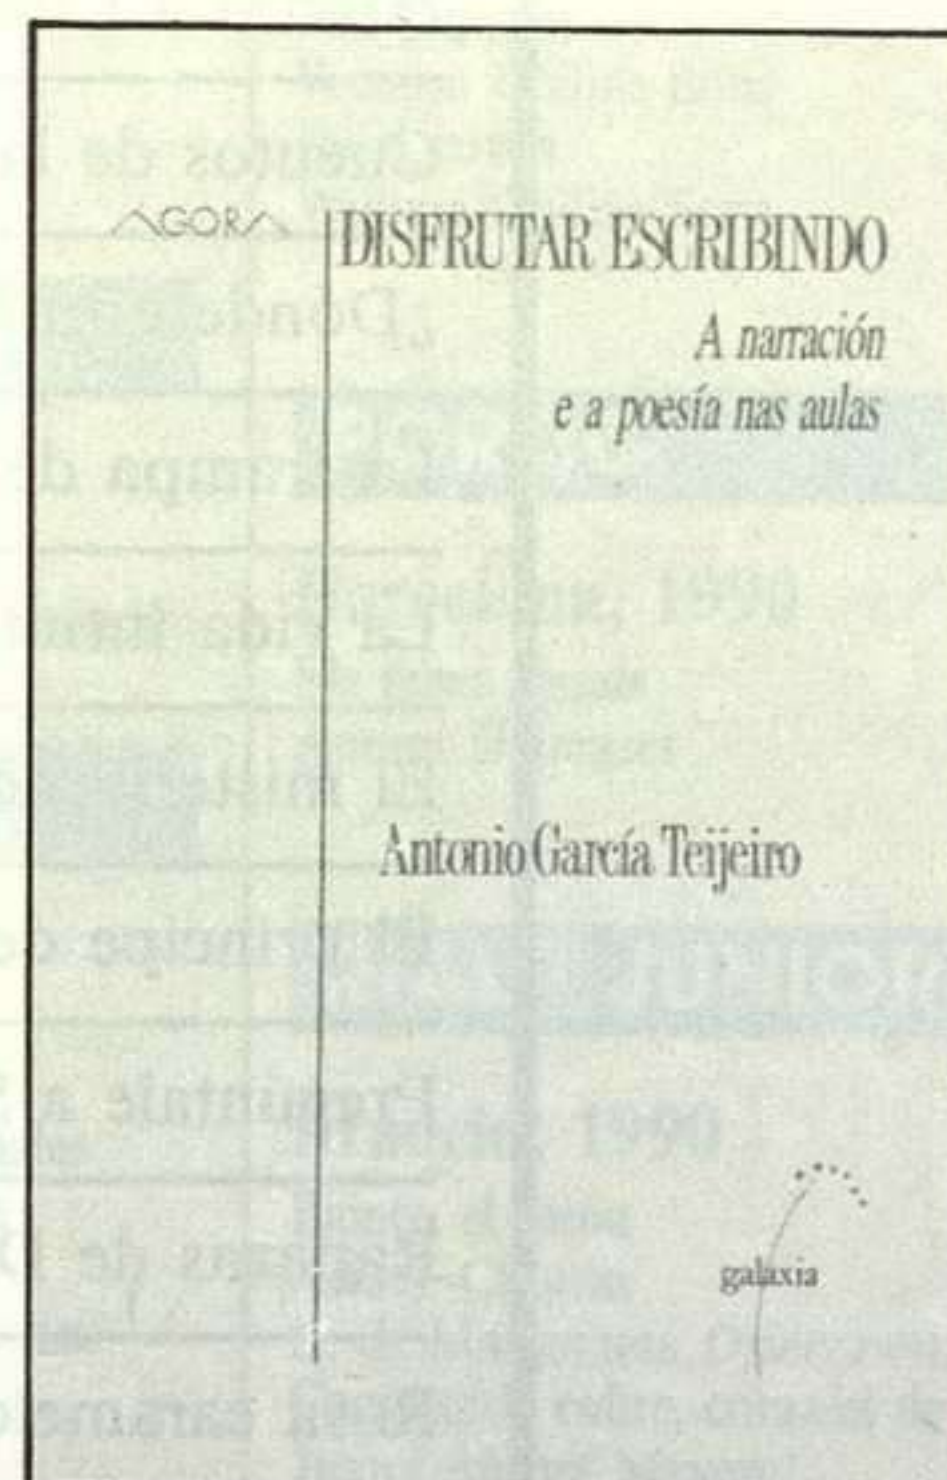 AGORA
DISFRUTAR ESCRIBINDO
A narración
e a poesía nas aulas
Antonio García Teijeiro
galaxia